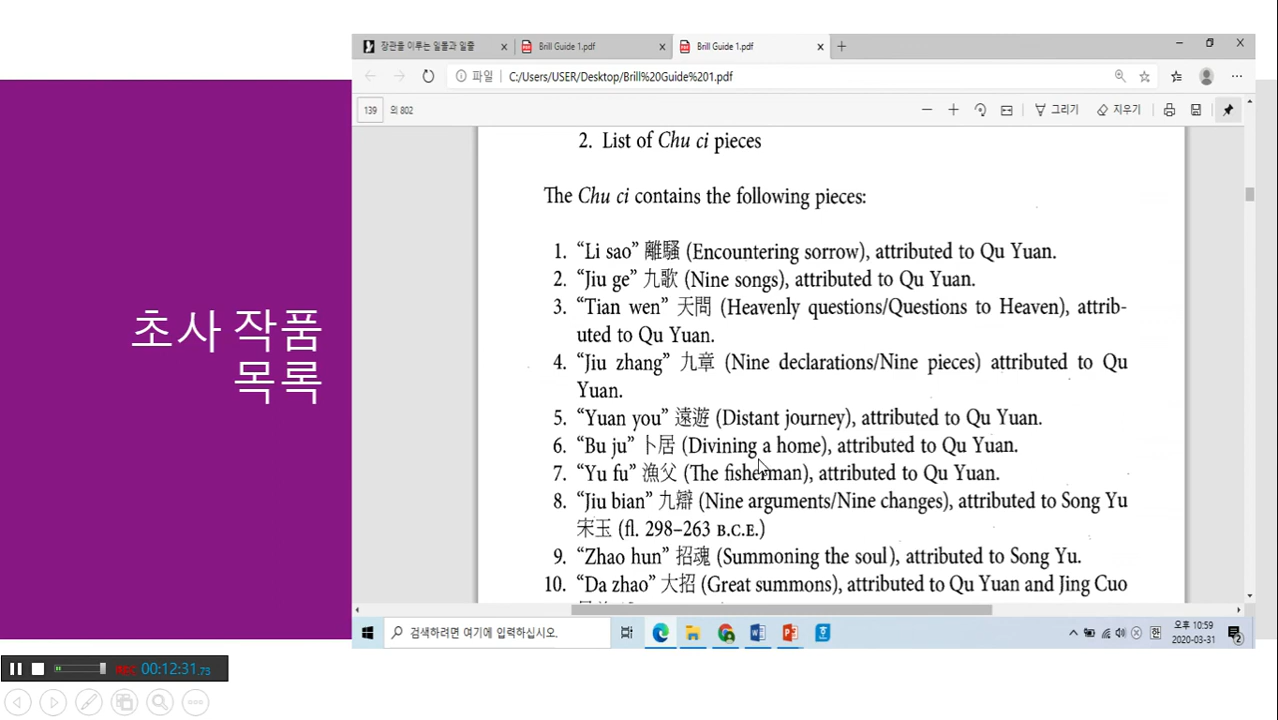 초사 작품
목록
장관을 이루는 일몰과 일출
Brill Guide 1.pdf
Brill Guide 1.pdf
파일
C:/Users/USER/Desktop/Brill%20Guide%201.pdf
139 외 802
그리기
지우기
2. List of Chu ci pieces
The Chu ci contains the following pieces:
1. “Li sao” 離騷 (Encountering sorrow), attributed to Qu Yuan.
2. “Jiu ge” 九歌 (Nine songs), attributed to Qu Yuan.
3. “Tian wen” 天問 (Heavenly questions/Questions to Heaven), attrib-
uted to Qu Yuan.
4. “Jiu zhang” 九章 (Nine declarations/Nine pieces) attributed to Qu
Yuan.
5. “Yuan you” 遠遊 (Distant journey), attributed to Qu Yuan.
6. “Bu ju” 卜居 (Divining a home), attributed to Qu Yuan.
7. “Yu fu” 漁父 (The fisherman), attributed to Qu Yuan.
8. “Jiu bian” 九辯 (Nine arguments/Nine changes), attributed to Song Yu
宋玉 (fl. 298–263 B.C.E.)
9. “Zhao hun” 招魂 (Summoning the soul), attributed to Song Yu.
10. “Da zhao” 大招 (Great summons), attributed to Qu Yuan and Jing Cuo
검색하려면 여기에 입력하십시오.
한
오후 10:59
2020-03-31
2
REC 00:12:31.73